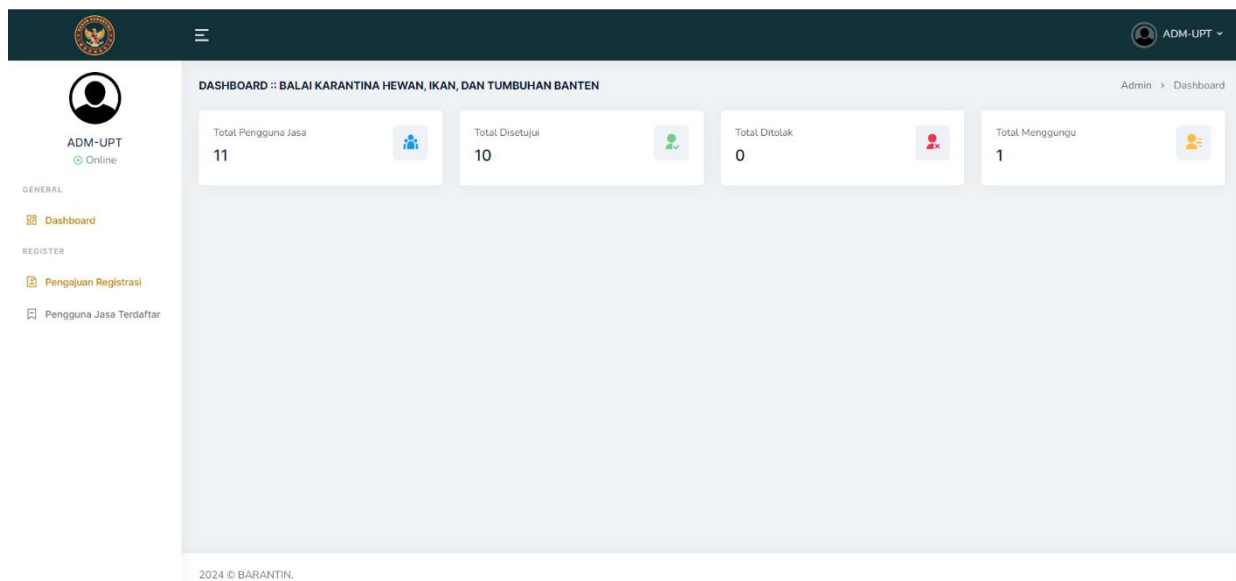 ADM-UPT
DASHBOARD :: BALAI KARANTINA HEWAN, IKAN, DAN TUMBUHAN BANTEN
Admin > Dashboard
ADM-UPT
Online
GENERAL
Dashboard
REGISTER
Pengajuan Registrasi
Pengguna Jasa Terdaftar
Total Pengguna Jasa
11
Total Disetujui
10
Total Ditolak
0
Total Menggungu
1
2024 © BARANTIN.